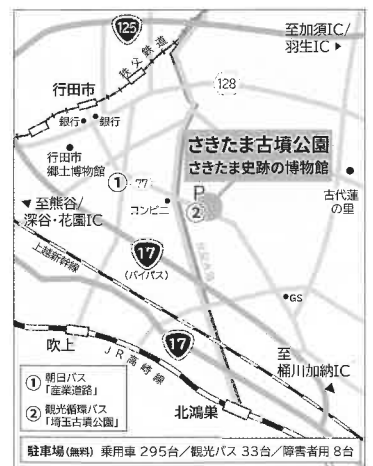 125
至加須IC/
羽生IC
秩父鉄道
行田市
128
銀行
銀行
さきたま古墳公園
さきたま史跡の博物館
行田市
郷土博物館
① 77
P
②
コンビニ
古代蓮
の里
至熊谷/
深谷・花園IC
17
(バイパス)
上越新幹線
GS
17
吹上
JR高崎線
至
桶川加納IC
北鴻巣
① 朝日バス
「産業道路」
② 観光循環バス
「埼玉古墳公園」
駐車場(無料) 乗用車 295台/観光バス 33台/障害者用 8台